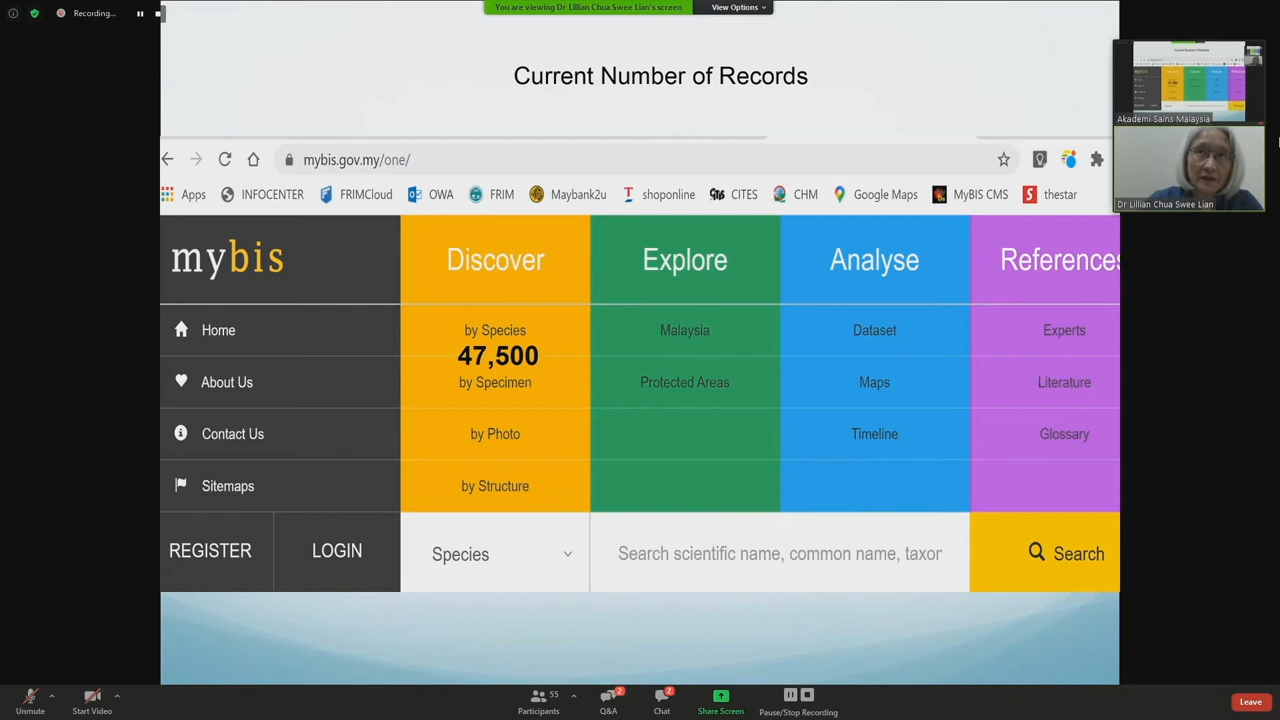 Recording...
You are viewing Dr Lillian Chua Swee Lian's screen
View Options
Current Number of Records
Akademi Sains Malaysia
Dr Lillian Chua Swee Lian
mybis.gov.my/one/
Apps INFOCENTER FRIMCloud OWA FRIM Maybank2u shoponline CITES CHM Google Maps MyBIS CMS thestar
mybis Discover Explore Analyse References
Home by Species Malaysia Dataset Experts
47,500
About Us by Specimen Protected Areas Maps Literature
Contact Us by Photo Timeline Glossary
Sitemaps by Structure
REGISTER LOGIN Species Search scientific name, common name, taxon Search
Unmute Start Video Participants 55 Q&A 2 Chat 2 Share Screen Pause/Stop Recording Leave